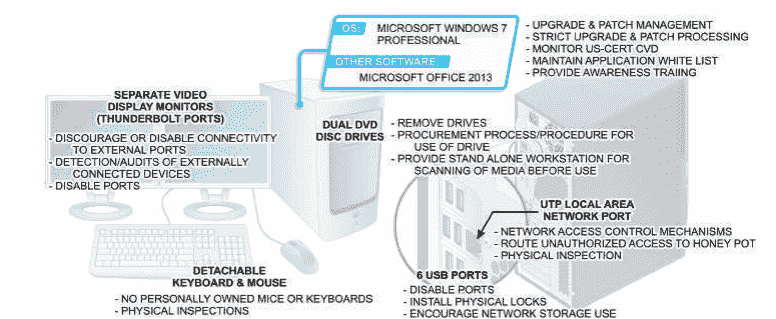 OS:
MICROSOFT WINDOWS 7
PROFESSIONAL
OTHER SOFTWARE
MICROSOFT OFFICE 2013
- UPGRADE & PATCH MANAGEMENT
- STRICT UPGRADE & PATCH PROCESSING
- MONITOR US-CERT CVD
- MAINTAIN APPLICATION WHITE LIST
- PROVIDE AWARENESS TRAIING
SEPARATE VIDEO
DISPLAY MONITORS
(THUNDERBOLT PORTS)
- DISCOURAGE OR DISABLE CONNECTIVITY
TO EXTERNAL PORTS
- DETECTION/AUDITS OF EXTERNALLY
CONNECTED DEVICES
- DISABLE PORTS
DUAL DVD
DISC DRIVES
- REMOVE DRIVES
- PROCUREMENT PROCESS/PROCEDURE FOR
USE OF DRIVE
- PROVIDE STAND ALONE WORKSTATION FOR
SCANNING OF MEDIA BEFORE USE
UTP LOCAL AREA
NETWORK PORT
- NETWORK ACCESS CONTROL MECHANISMS
- ROUTE UNAUTHORIZED ACCESS TO HONEY POT
- PHYSICAL INSPECTION
DETACHABLE
KEYBOARD & MOUSE
- NO PERSONALLY OWNED MICE OR KEYBOARDS
- PHYSICAL INSPECTIONS
6 USB PORTS
- DISABLE PORTS
- INSTALL PHYSICAL LOCKS
- ENCOURAGE NETWORK STORAGE USE